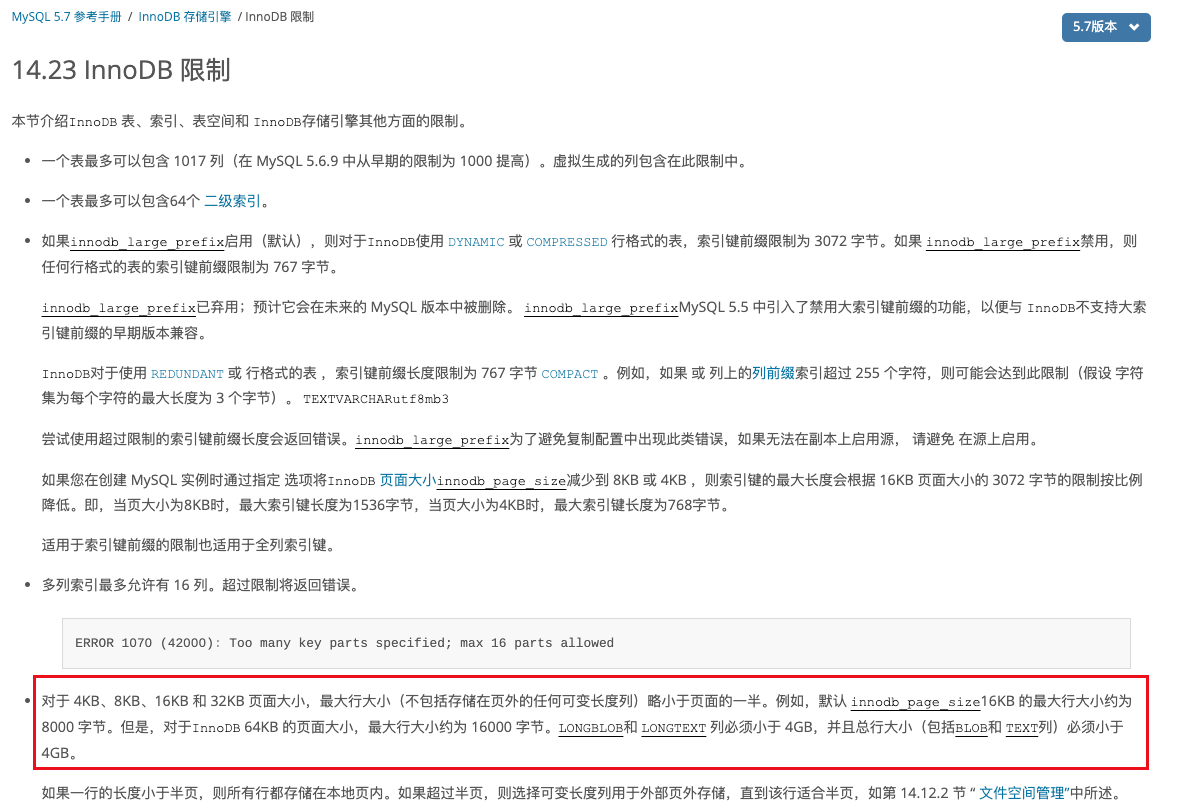 MySQL 5.7 参考手册 / InnoDB 存储引擎 / InnoDB 限制
5.7版本
14.23 InnoDB 限制
本节介绍InnoDB 表、索引、表空间和 InnoDB存储引擎其他方面的限制。
一个表最多可以包含 1017 列（在 MySQL 5.6.9 中从早期的限制为 1000 提高）。虚拟生成的列包含在此限制中。
一个表最多可以包含64个 二级索引。
如果innodb_large_prefix启用（默认），则对于InnoDB使用 DYNAMIC 或 COMPRESSED 行格式的表，索引键前缀限制为 3072 字节。如果 innodb_large_prefix禁用，则
任何行格式的表的索引键前缀限制为 767 字节。
innodb_large_prefix已弃用；预计它会在未来的 MySQL 版本中被删除。 innodb_large_prefixMySQL 5.5 中引入了禁用大索引键前缀的功能，以便与 InnoDB不支持大索
引键前缀的早期版本兼容。
InnoDB对于使用 REDUNDANT 或 行格式的表 ，索引键前缀长度限制为 767 字节 COMPACT 。例如，如果 或 列上的列前缀索引超过 255 个字符，则可能会达到此限制（假设 字符
集为每个字符的最大长度为 3 个字节）。 TEXTVARCHARutf8mb3
尝试使用超过限制的索引键前缀长度会返回错误。innodb_large_prefix为了避免复制配置中出现此类错误，如果无法在副本上启用源， 请避免 在源上启用。
如果您在创建 MySQL 实例时通过指定 选项将InnoDB 页面大小innodb_page_size减少到 8KB 或 4KB ，则索引键的最大长度会根据 16KB 页面大小的 3072 字节的限制按比例
降低。即，当页大小为8KB时，最大索引键长度为1536字节，当页大小为4KB时，最大索引键长度为768字节。
适用于索引键前缀的限制也适用于全列索引键。
多列索引最多允许有 16 列。超过限制将返回错误。
ERROR 1070 (42000): Too many key parts specified; max 16 parts allowed
对于 4KB、8KB、16KB 和 32KB 页面大小，最大行大小（不包括存储在页外的任何可变长度列）略小于页面的一半。例如，默认 innodb_page_size16KB 的最大行大小约为
8000 字节。但是，对于InnoDB 64KB 的页面大小，最大行大小约为 16000 字节。LONGBLOB和 LONGTEXT 列必须小于 4GB，并且总行大小（包括BLOB和 TEXT列）必须小于
4GB。
如果一行的长度小于半页，则所有行都存储在本地页内。如果超过半页，则选择可变长度列用于外部页外存储，直到该行适合半页，如第 14.12.2 节 “ 文件空间管理”中所述。